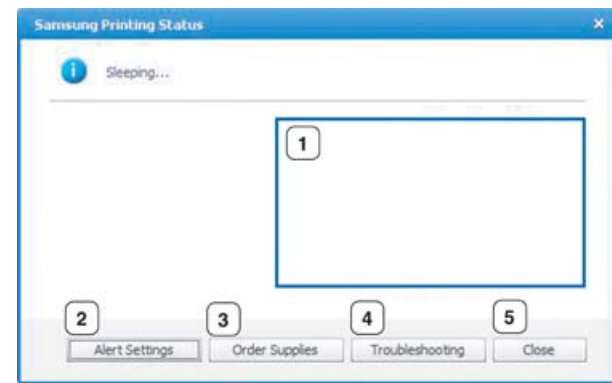 Samsung Printing Status
Sleeping...
1
2 3 4 5
Alert Settings Order Supplies Troubleshooting Close